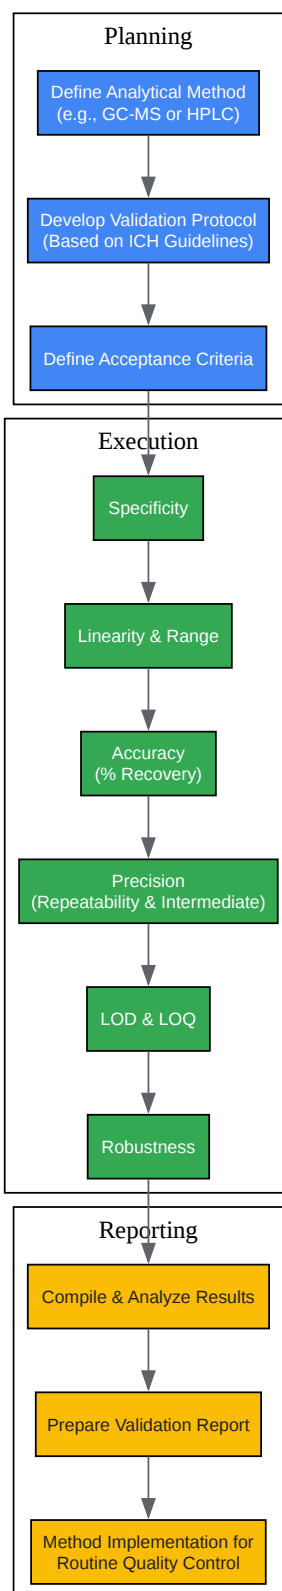 Planning
Define Analytical Method
(e.g., GC-MS or HPLC)
Develop Validation Protocol
(Based on ICH Guidelines)
Define Acceptance Criteria
Execution
Specificity
Linearity & Range
Accuracy
(% Recovery)
Precision
(Repeatability & Intermediate)
LOD & LOQ
Robustness
Reporting
Compile & Analyze Results
Prepare Validation Report
Method Implementation for
Routine Quality Control